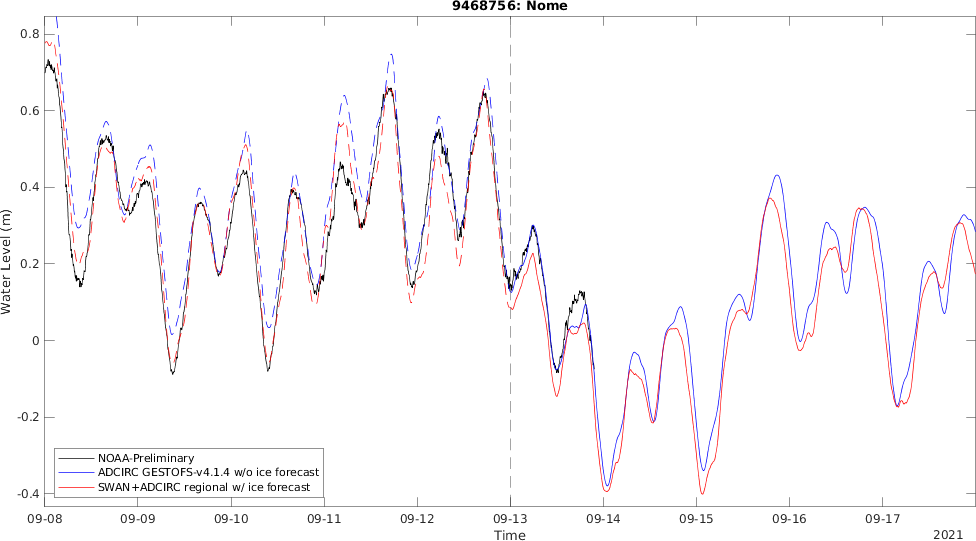 9468756: Nome
0.8
0.6
0.4
0.2
0
-0.2
-0.4
Water Level (m)
NOAA-Preliminary
ADCIRC GESTOFS-v4.1.4 w/o ice forecast
SWAN+ADCIRC regional w/ ice forecast
09-08 09-09 09-10 09-11 09-12 09-13 09-14 09-15 09-16 09-17
Time
2021